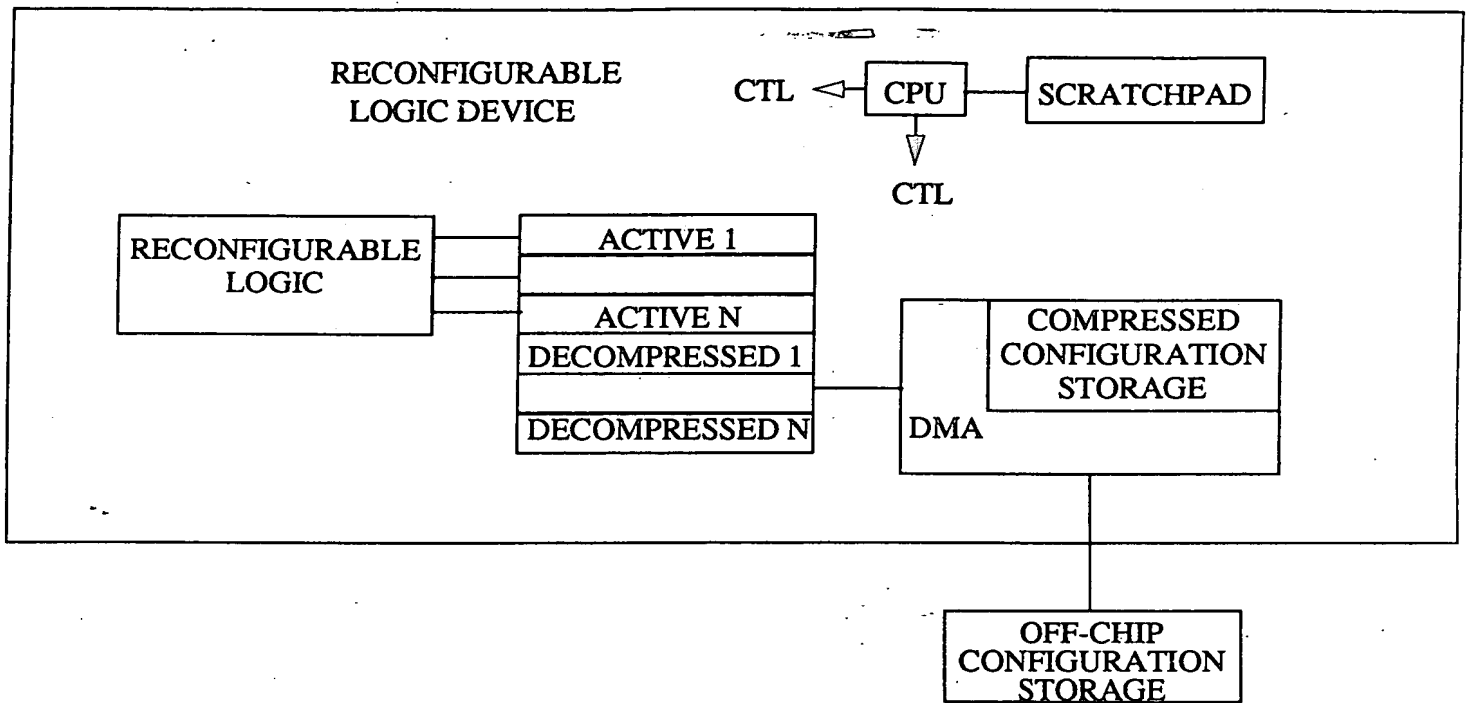 RECONFIGURABLE
LOGIC DEVICE
CTL
CPU
SCRATCHPAD
CTL
RECONFIGURABLE
LOGIC
ACTIVE 1
ACTIVE N
DECOMPRESSED 1
DECOMPRESSED N
COMPRESSED
CONFIGURATION
STORAGE
DMA
OFF-CHIP
CONFIGURATION
STORAGE